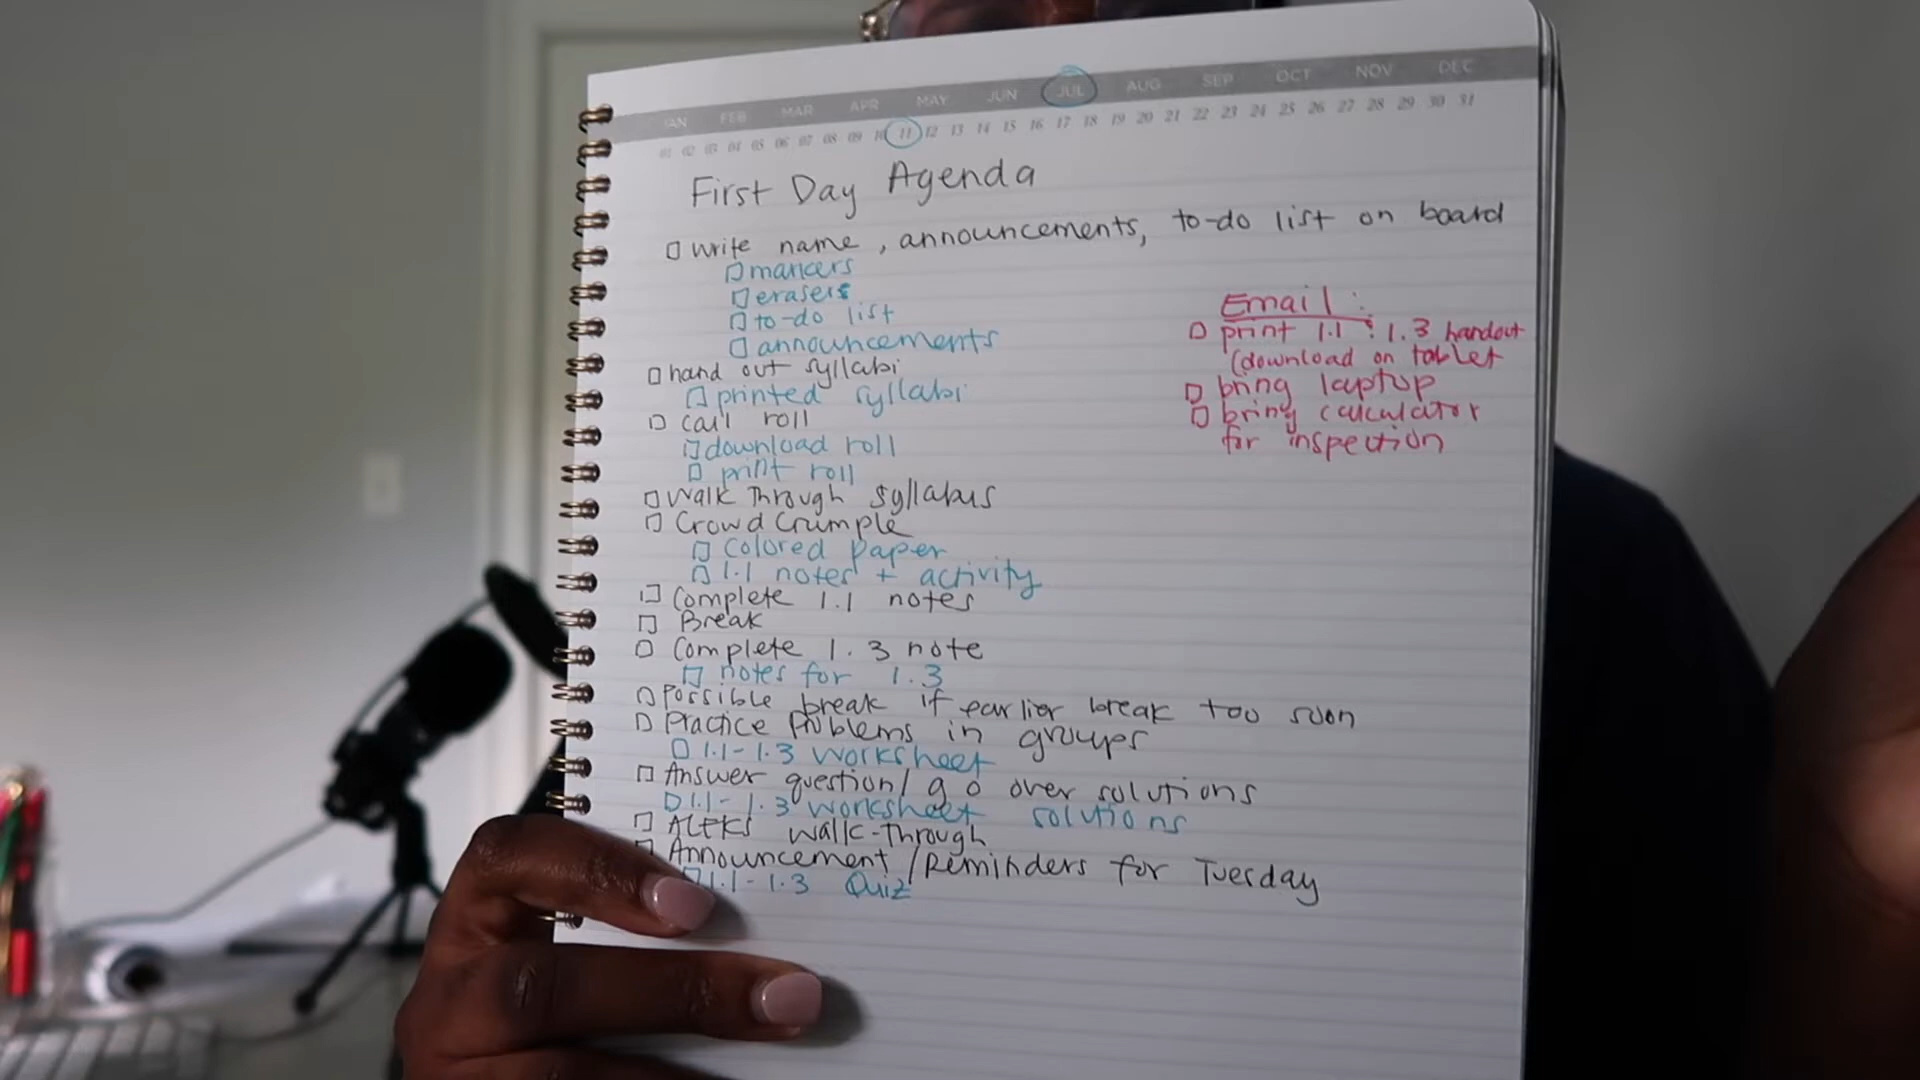 JAN FEB MAR APR MAY JUN JUL AUG SEP OCT NOV DEC
01 02 03 04 05 06 07 08 09 10 11 12 13 14 15 16 17 18 19 20 21 22 23 24 25 26 27 28 29 30 31
First Day Agenda
write name, announcements, to-do list on board
markers
erasers
to-do list
announcements
hand out syllabi
printed syllabi
call roll
download roll
print roll
Walk Through syllabus
Crowd Crumple
Colored paper
1.1 notes + activity
Complete 1.1 notes
Break
Complete 1.3 note
notes for 1.3
Possible break if earlier break too soon
Practice Problems in groups
1.1-1.3 worksheet
Answer question/go over solutions
1.1-1.3 worksheet solutions
ALEKS walk-through
Announcement/Reminders for Tuesday
1.1-1.3 Quiz
Email:
print 1.1 : 1.3 handout
(download on tablet
bring laptop
bring calculator
for inspection